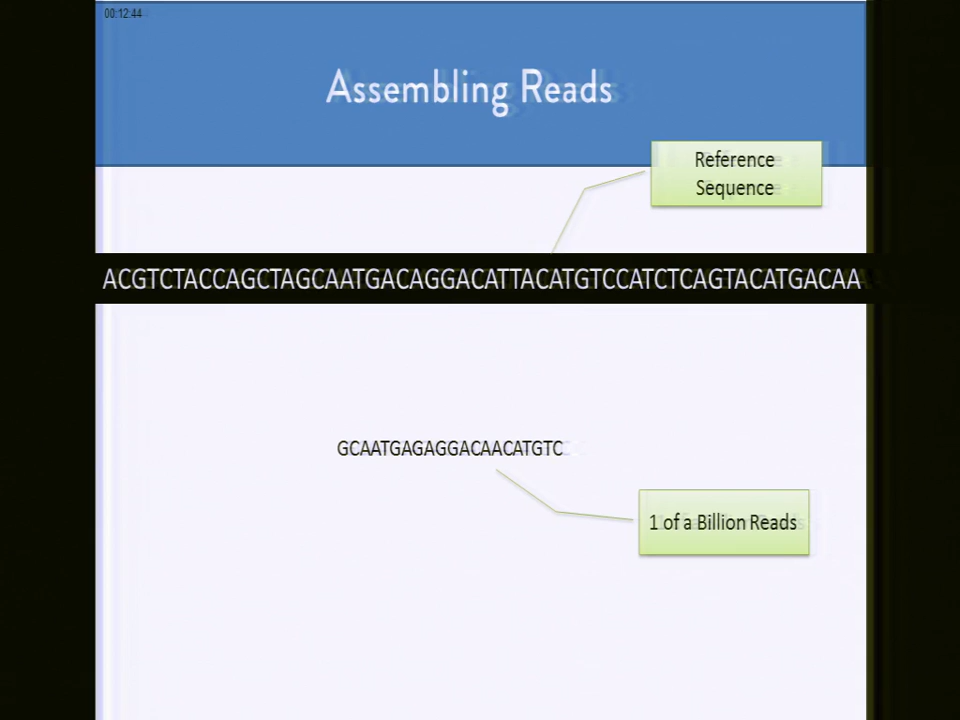 00:12:44
Assembling Reads
Reference
Sequence
ACGTCTACCAGCTAGCAATGACAGGACATTACATGTCCATCTCAGTACATGACAA
GCAATGAGAGGACAACATGTC
1 of a Billion Reads